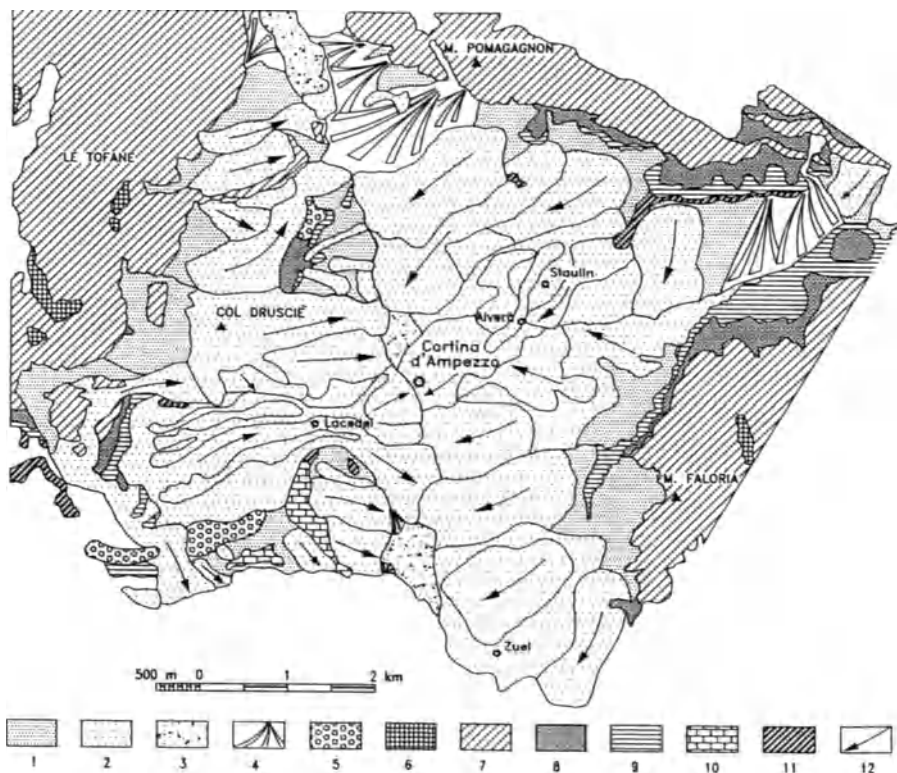 M. POMAGAGNON
LE TOFANE
Staulin
COL DRUSCIE
Alverà
Cortina
d'Ampezzo
Lacedel
M. FALORIA
Zuel
500 m 0 1 2 km
1 2 3 4 5 6 7 8 9 10 11 12